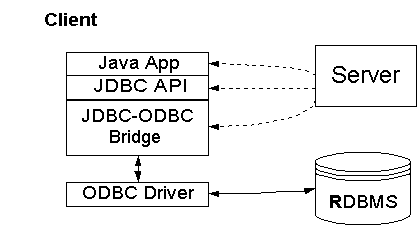 Client
Java App
JDBC API
JDBC-ODBC
Bridge
Server
ODBC Driver
RDBMS